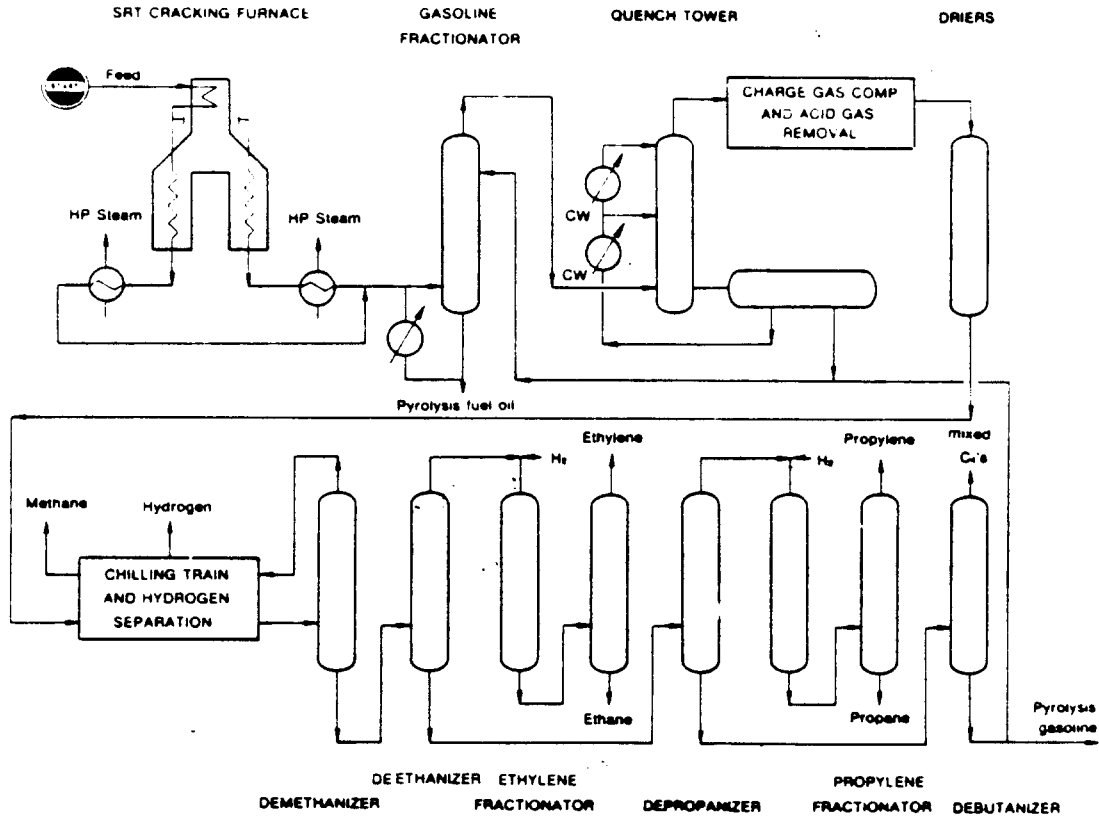 SRT CRACKING FURNACE
GASOLINE
FRACTIONATOR
QUENCH TOWER
DRIERS
START
Feed
CHARGE GAS COMP
AND ACID GAS
REMOVAL
HP Steam
HP Steam
CW
CW
Pyrolysis fuel oil
Ethylene
Propylene
mixed
C₄'s
H₂
H₂
Methane
Hydrogen
CHILLING TRAIN
AND HYDROGEN
SEPARATION
Ethane
Propane
Pyrolysis
gasoline
DEMETHANIZER
DEETHANIZER
ETHYLENE
FRACTIONATOR
DEPROPANIZER
PROPYLENE
FRACTIONATOR
DEBUTANIZER